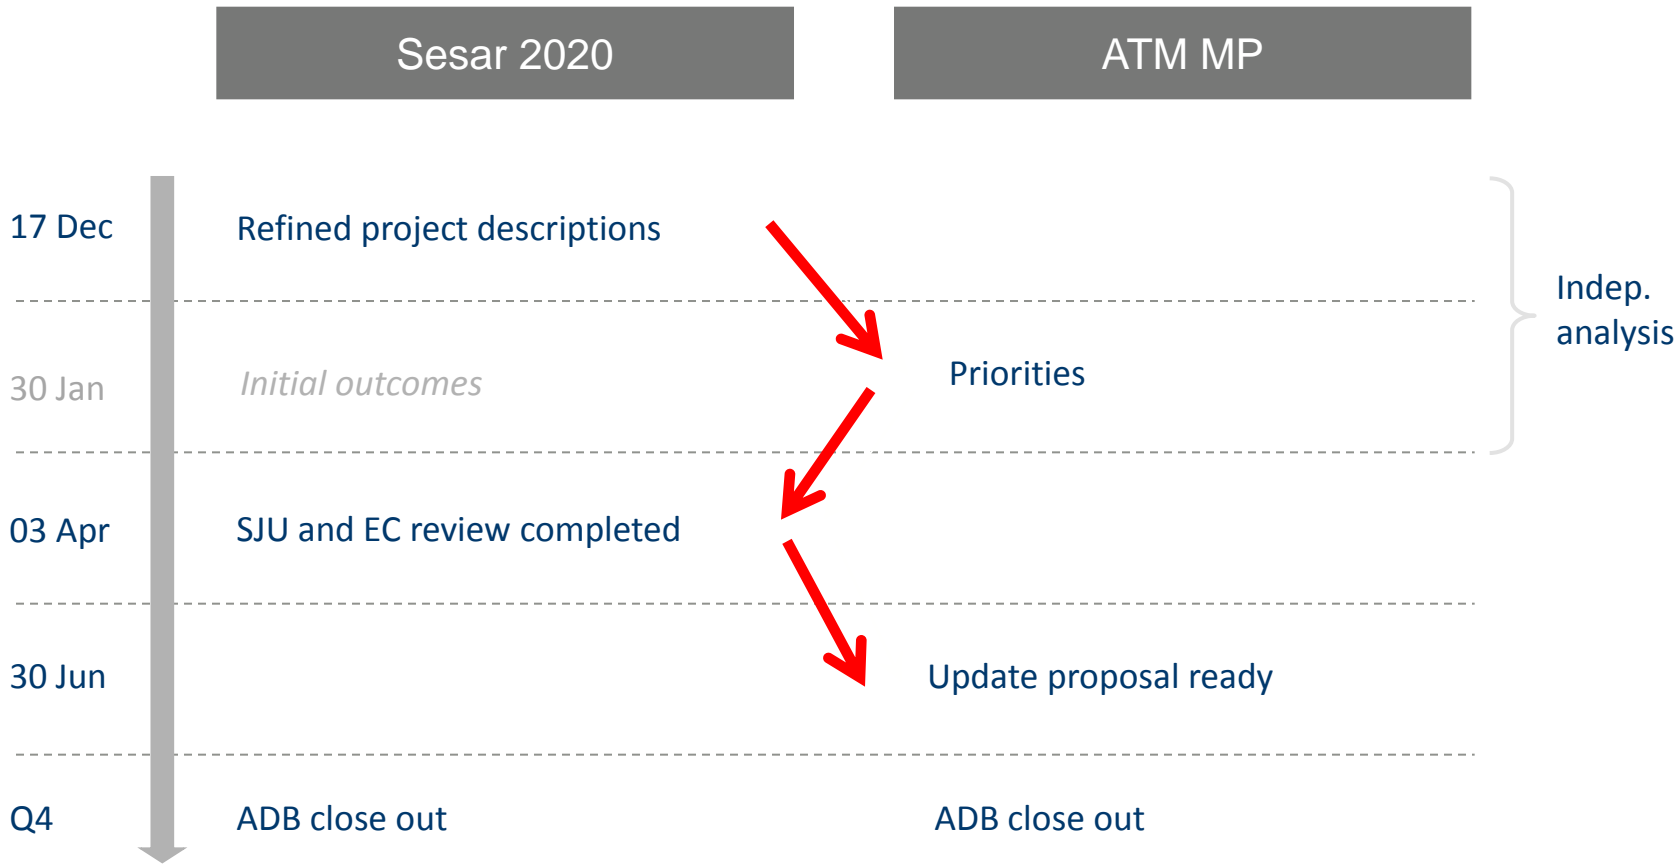 Sesar 2020
ATM MP
17 Dec
Refined project descriptions
Indep.
analysis
30 Jan
Initial outcomes
Priorities
03 Apr
SJU and EC review completed
30 Jun
Update proposal ready
Q4
ADB close out
ADB close out